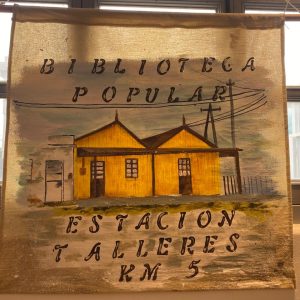 BIBLIOTECA
POPULAR
ESTACION
TALLERES
KM 5